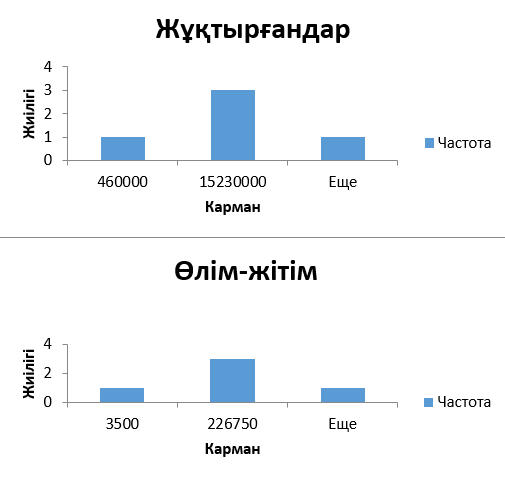 Жұқтырғандар
Жиілігі
4
3
2
1
0
460000 15230000 Еще
Карман
Частота
Өлім-жітім
Жиілігі
4
2
0
3500 226750 Еще
Карман
Частота